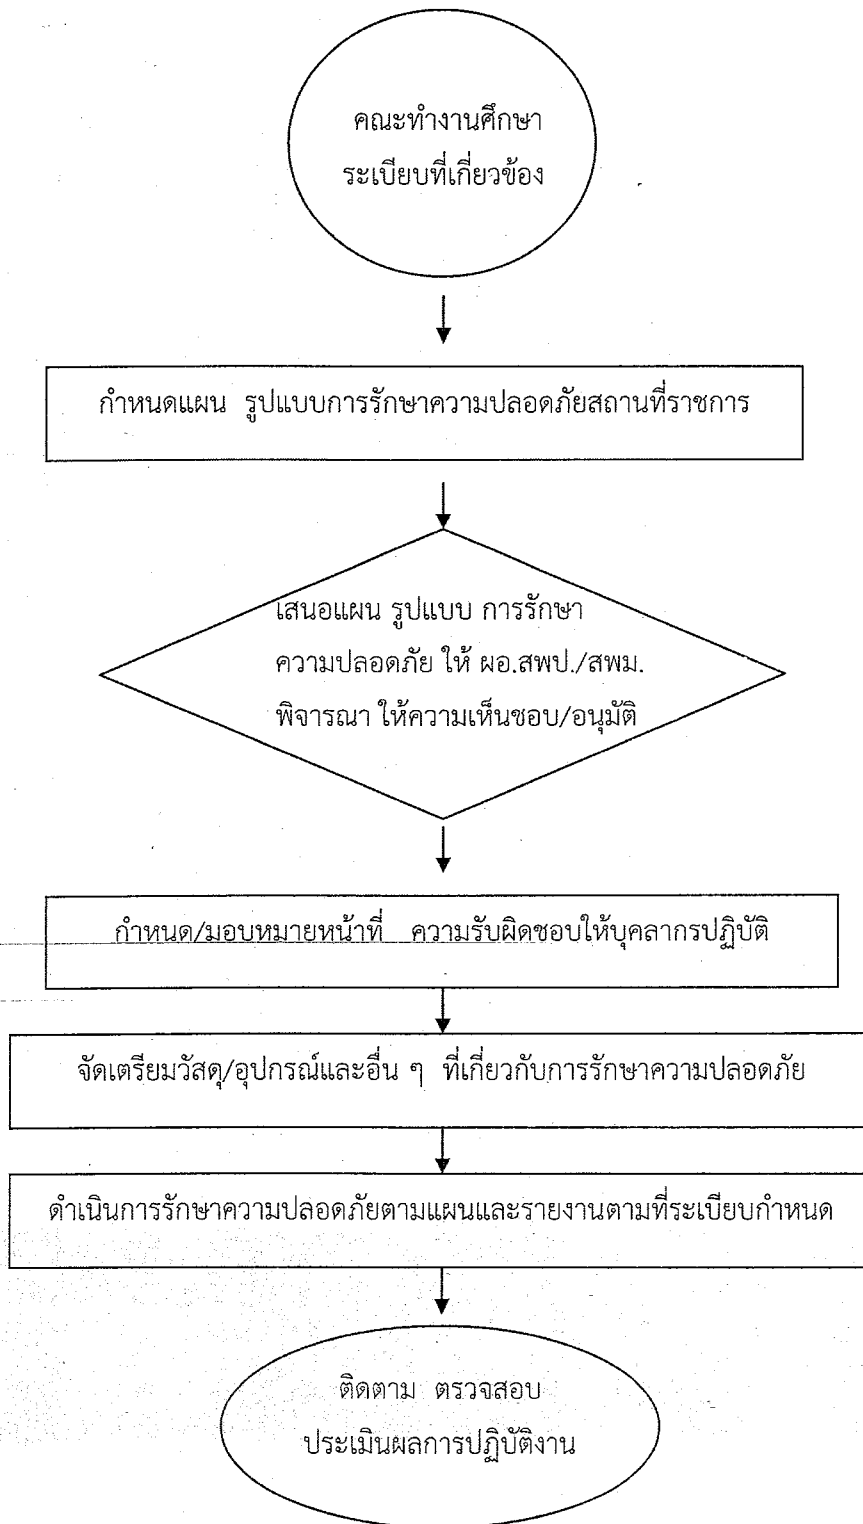 คณะทำงานศึกษา
ระเบียบที่เกี่ยวข้อง
กำหนดแผน รูปแบบการรักษาความปลอดภัยสถานที่ราชการ
เสนอแผน รูปแบบ การรักษา
ความปลอดภัย ให้ ผอ.สพป./สพม.
พิจารณา ให้ความเห็นชอบ/อนุมัติ
กำหนด/มอบหมายหน้าที่ ความรับผิดชอบให้บุคลากรปฏิบัติ
จัดเตรียมวัสดุ/อุปกรณ์และอื่น ๆ ที่เกี่ยวกับการรักษาความปลอดภัย
ดำเนินการรักษาความปลอดภัยตามแผนและรายงานตามที่ระเบียบกำหนด
ติดตาม ตรวจสอบ
ประเมินผลการปฏิบัติงาน